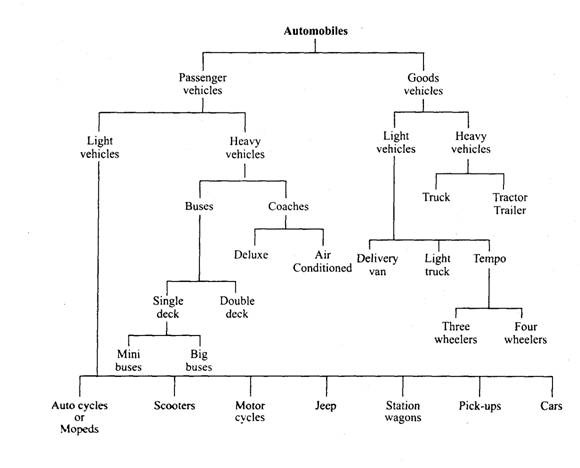 Automobiles
Passenger
vehicles
Goods
vehicles
Light
vehicles
Heavy
vehicles
Light
vehicles
Heavy
vehicles
Buses
Coaches
Truck
Tractor
Trailer
Deluxe
Air
Conditioned
Delivery
van
Light
truck
Tempo
Single
deck
Double
deck
Three
wheelers
Four
wheelers
Mini
buses
Big
buses
Auto cycles
or
Mopeds
Scooters
Motor
cycles
Jeep
Station
wagons
Pick-ups
Cars